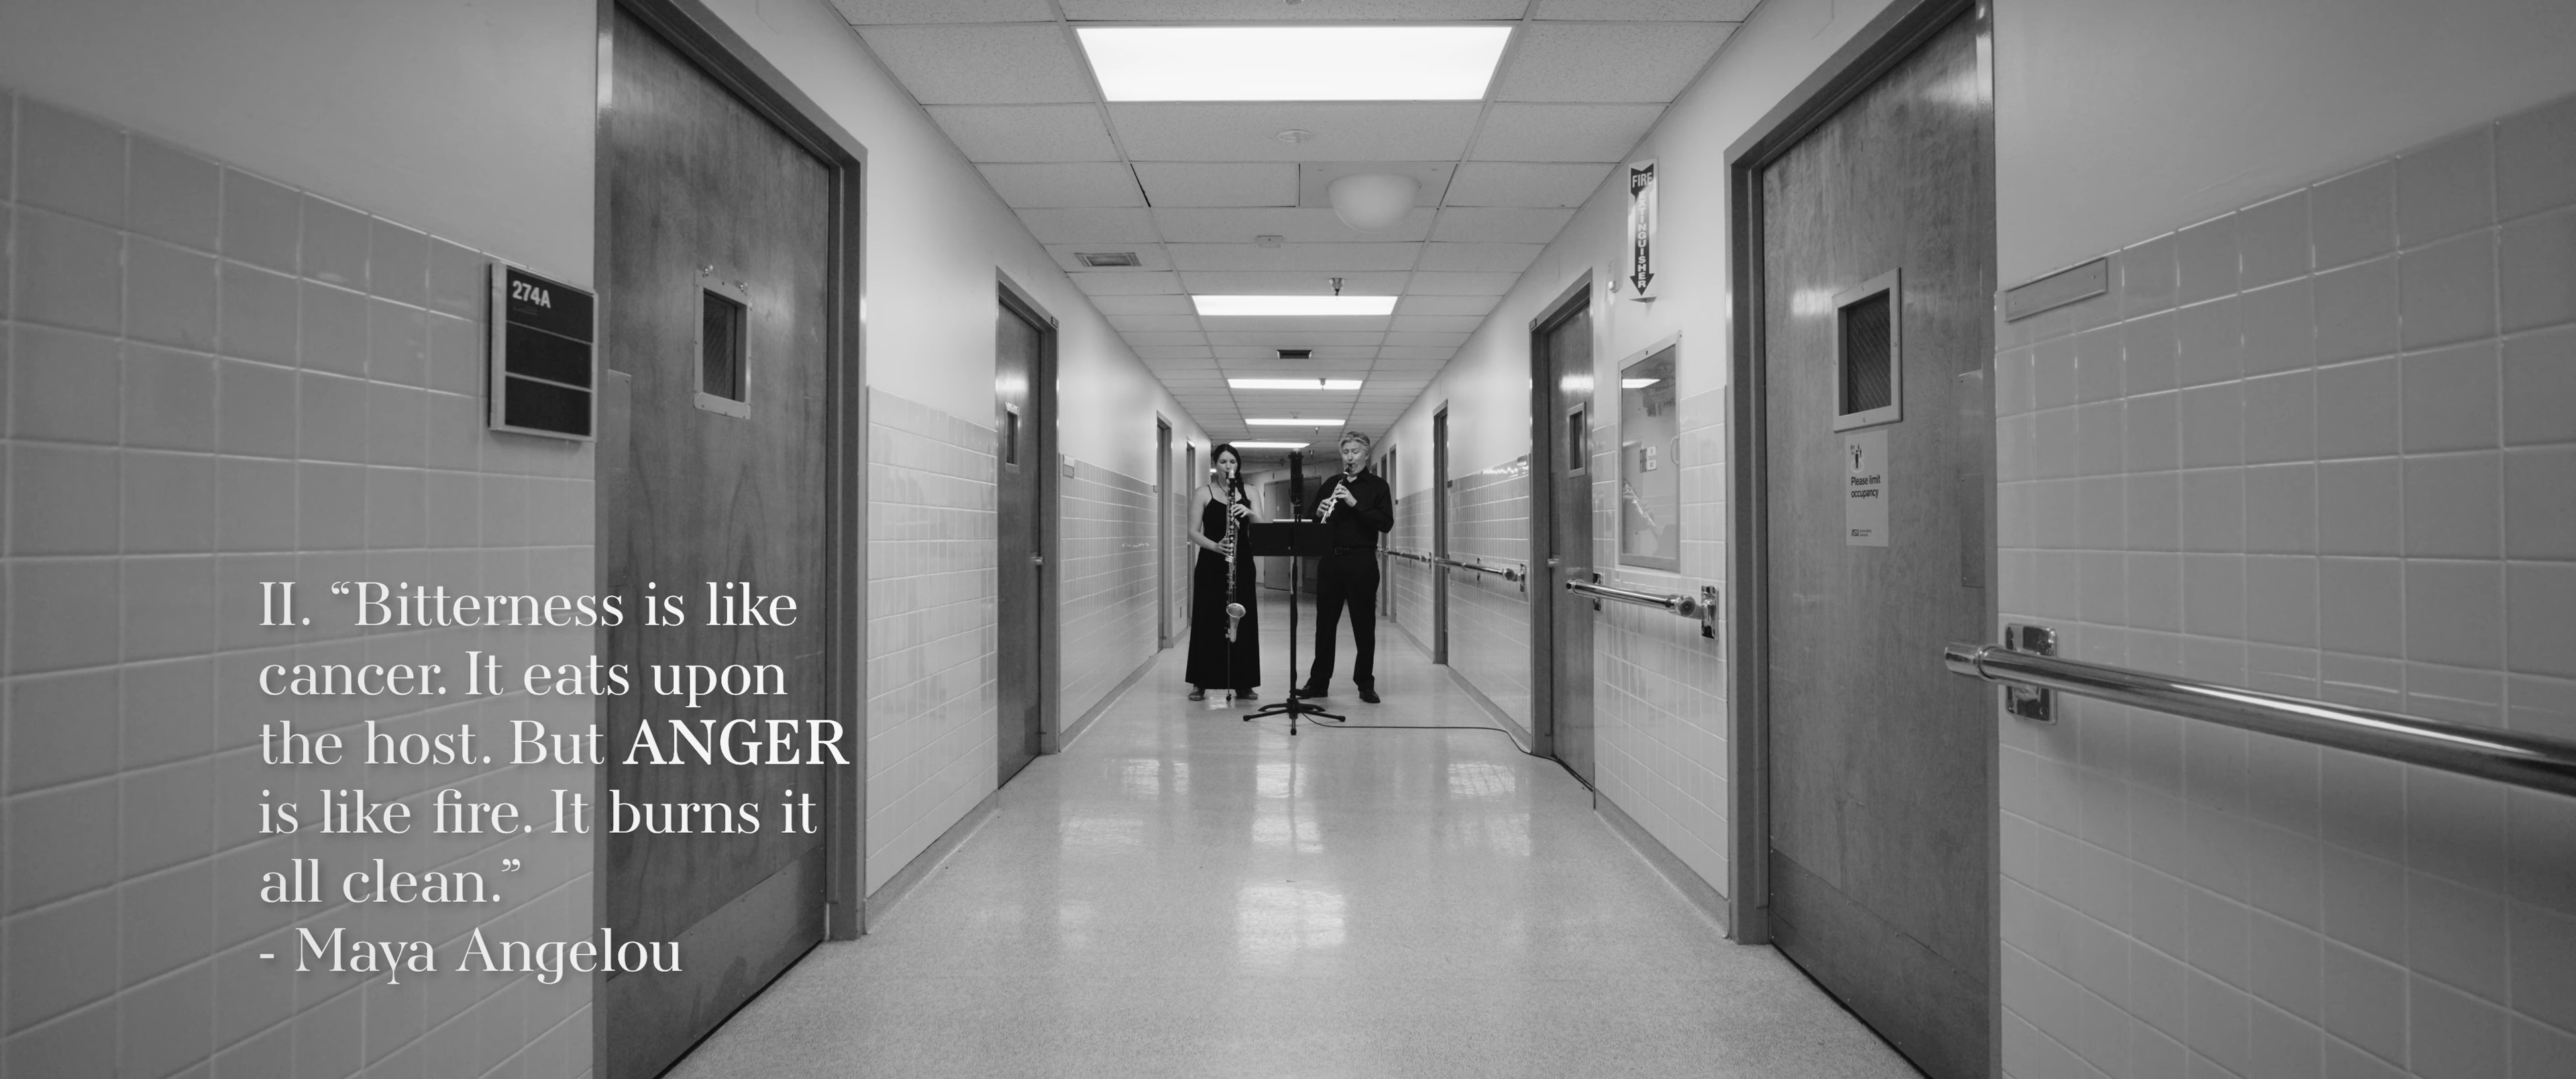 274A
FIRE
EXTINGUISHER
Please limit
occupancy
II. “Bitterness is like
cancer. It eats upon
the host. But ANGER
is like fire. It burns it
all clean.”
- Maya Angelou